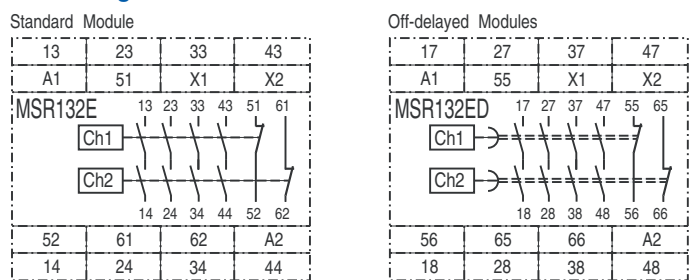 Standard Module
13 23 33 43
A1 51 X1 X2
MSR132E 13 23 33 43 51 61
Ch1
Ch2
14 24 34 44 52 62
52 61 62 A2
14 24 34 44
Off-delayed Modules
17 27 37 47
A1 55 X1 X2
MSR132ED 17 27 37 47 55 65
Ch1
Ch2
18 28 38 48 56 66
56 65 66 A2
18 28 38 48